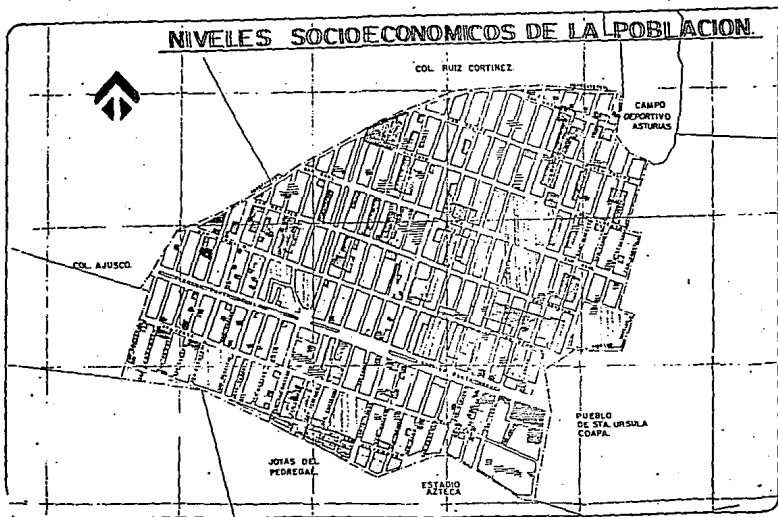 NIVELES SOCIOECONOMICOS DE LA POBLACION.
COL. RUIZ CORTINEZ.
CAMPO
DEPORTIVO
ASTURIAS
COL. AJUSCO.
PUEBLO
DE STA. URSULA
COAPA.
JOYAS DEL
PEDREGAL
ESTADIO
AZTECA